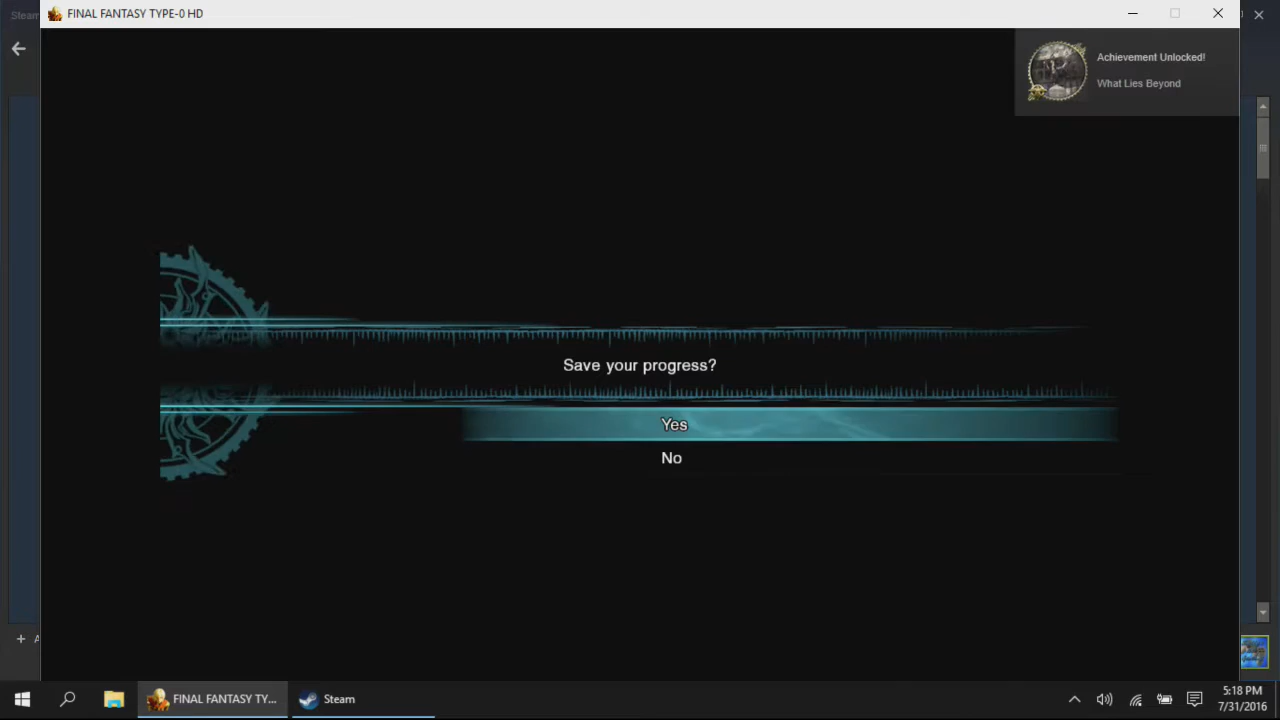 Steam
FINAL FANTASY TYPE-0 HD
Achievement Unlocked!
What Lies Beyond
Save your progress?
Yes
No
FINAL FANTASY TY...
Steam
5:18 PM
7/31/2016